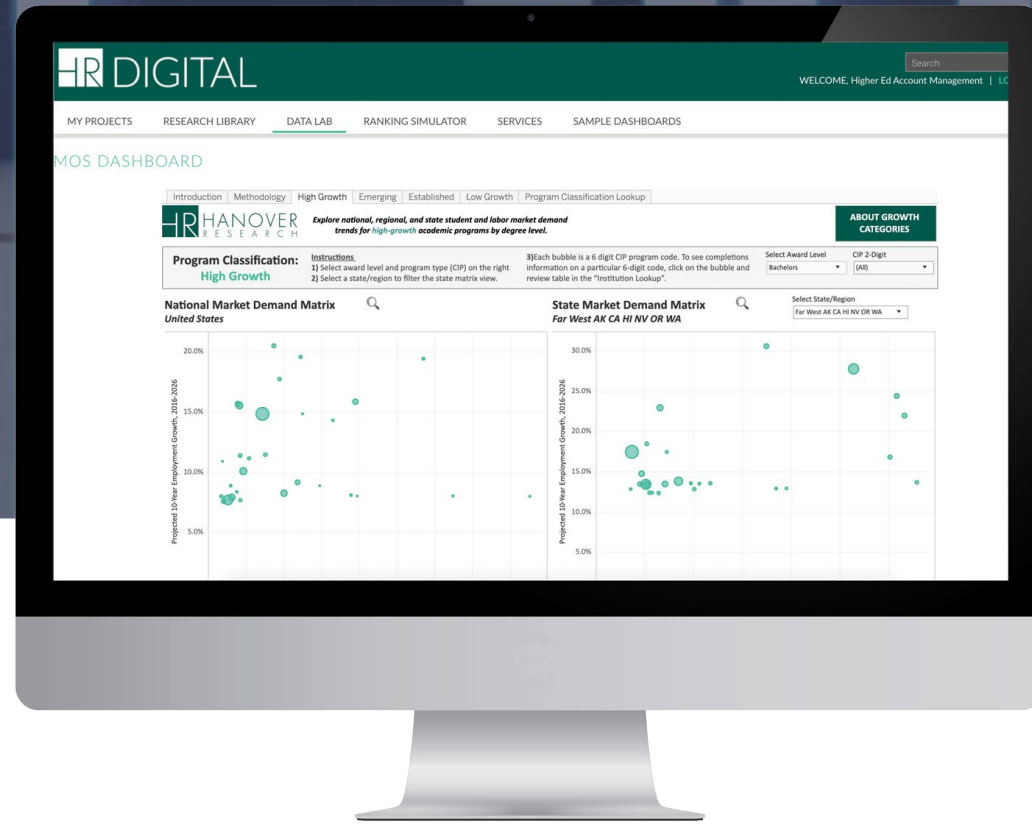 HR DIGITAL
Search
WELCOME, Higher Ed Account Management |
MY PROJECTS RESEARCH LIBRARY DATA LAB RANKING SIMULATOR SERVICES SAMPLE DASHBOARDS
MOS DASHBOARD
Introduction Methodology High Growth Emerging Established Low Growth Program Classification Lookup
HR HANOVER RESEARCH
Explore national, regional, and state student and labor market demand
trends for high-growth academic programs by degree level.
ABOUT GROWTH
CATEGORIES
Program Classification:
High Growth
Instructions
1) Select award level and program type (CIP) on the right
2) Select a state/region to filter the state matrix view.
3)Each bubble is a 6 digit CIP program code. To see completions
information on a particular 6-digit code, click on the bubble and
review table in the "Institution Lookup".
Select Award Level
Bachelors
CIP 2-Digit
(All)
National Market Demand Matrix
United States
Projected 10-Year Employment Growth, 2016-2026
20.0%
15.0%
10.0%
5.0%
State Market Demand Matrix
Far West AK CA HI NV OR WA
Select State/Region
Far West AK CA HI NV OR WA
Projected 10-Year Employment Growth, 2016-2026
30.0%
25.0%
20.0%
15.0%
10.0%
5.0%